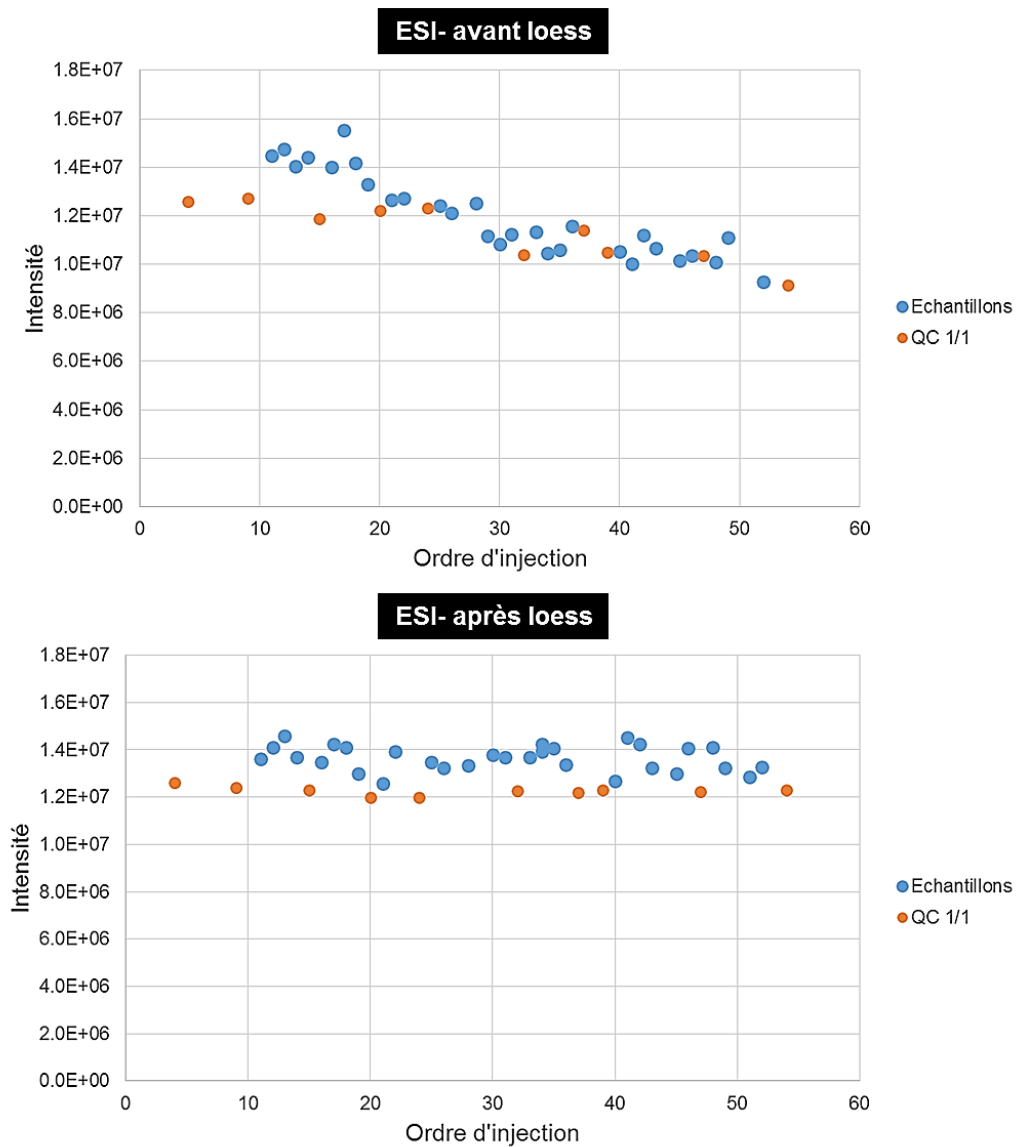 ESI- avant loess
1.8E+07
1.6E+07
1.4E+07
1.2E+07
1.0E+07
8.0E+06
6.0E+06
4.0E+06
2.0E+06
0.0E+00
Intensité
0 10 20 30 40 50 60
Ordre d'injection
Echantillons
QC 1/1
ESI- après loess
1.8E+07
1.6E+07
1.4E+07
1.2E+07
1.0E+07
8.0E+06
6.0E+06
4.0E+06
2.0E+06
0.0E+00
Intensité
0 10 20 30 40 50 60
Ordre d'injection
Echantillons
QC 1/1